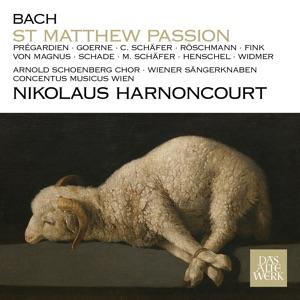 BACH
ST MATTHEW PASSION
PRÉGARDIEN · GOERNE · C. SCHÄFER · RÖSCHMANN · FINK
VON MAGNUS · SCHADE · M. SCHÄFER · HENSCHEL · WIDMER
ARNOLD SCHOENBERG CHOR · WIENER SÄNGERKNABEN
CONCENTUS MUSICUS WIEN
NIKOLAUS HARNONCOURT
DAS
ALTE
WERK